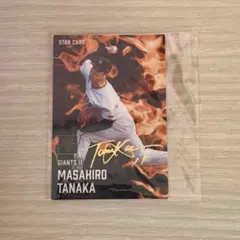 STAR CARD
GIANTS 11
MASAHIRO
TANAKA